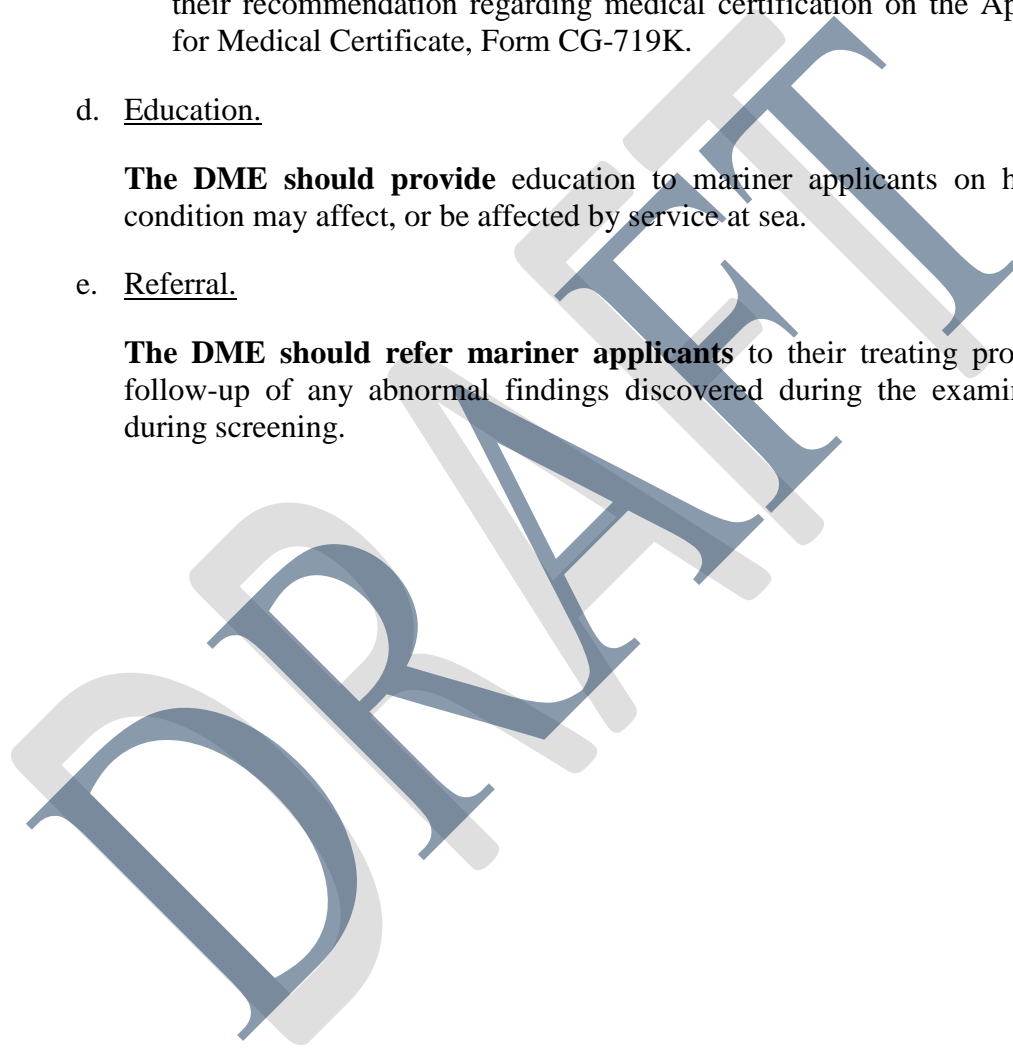 their recommendation regarding medical certification on the Ap
for Medical Certificate, Form CG-719K.
d. Education.
The DME should provide education to mariner applicants on h
condition may affect, or be affected by service at sea.
e. Referral.
The DME should refer mariner applicants to their treating pro
follow-up of any abnormal findings discovered during the examin
during screening.
DRAFT